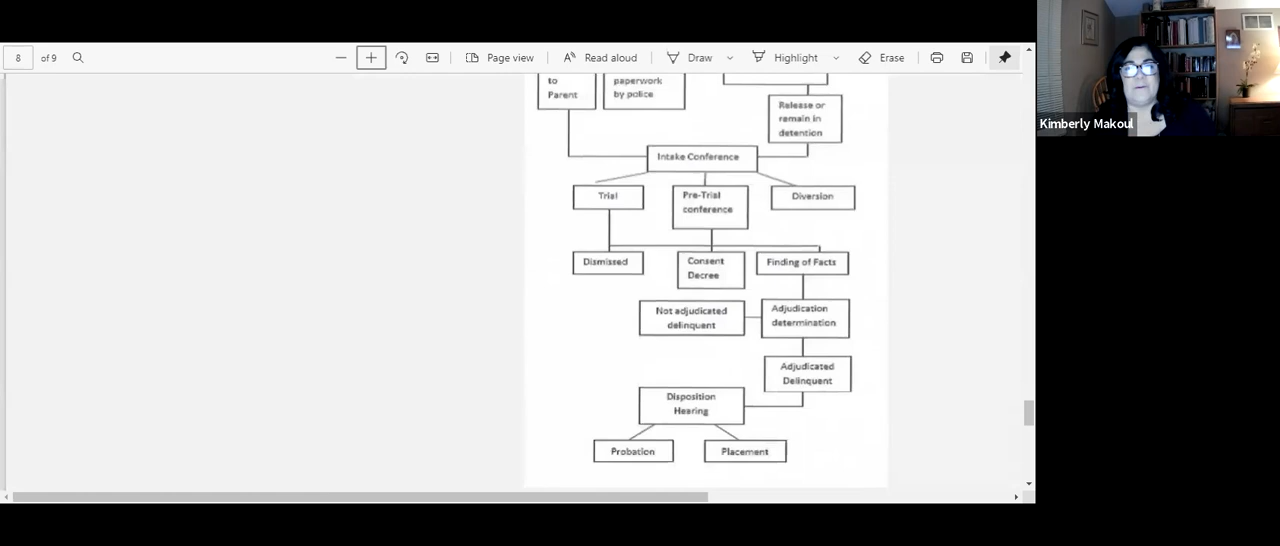 8 of 9
Page view
Read aloud
Draw
Highlight
Erase
Kimberly Makoul
to
Parent
paperwork
by police
Release or
remain in
detention
Intake Conference
Trial
Pre-Trial
conference
Diversion
Dismissed
Consent
Decree
Finding of Facts
Not adjudicated
delinquent
Adjudication
determination
Adjudicated
Delinquent
Disposition
Hearing
Probation
Placement